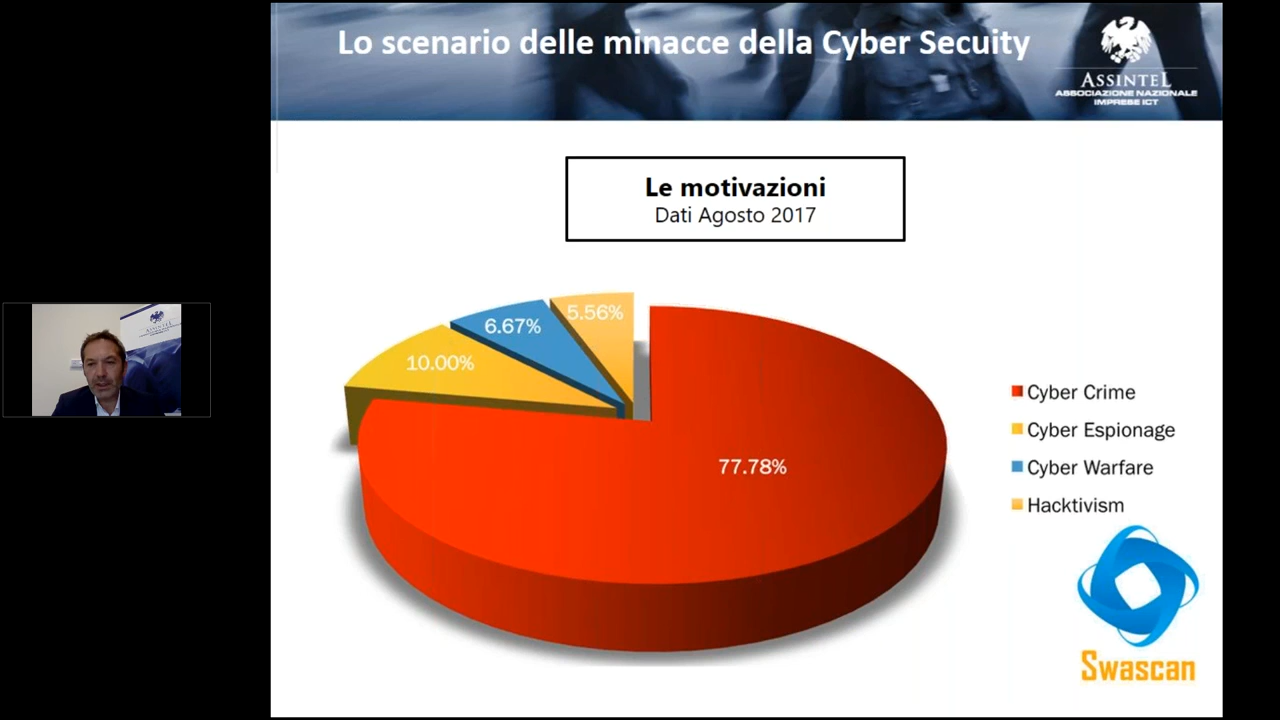 Lo scenario delle minacce della Cyber Secuity
ASSINTEL
ASSOCIAZIONE NAZIONALE
IMPRESE ICT
Le motivazioni
Dati Agosto 2017
5.56%
6.67%
10.00%
77.78%
Cyber Crime
Cyber Espionage
Cyber Warfare
Hacktivism
Swascan
ASSINTEL